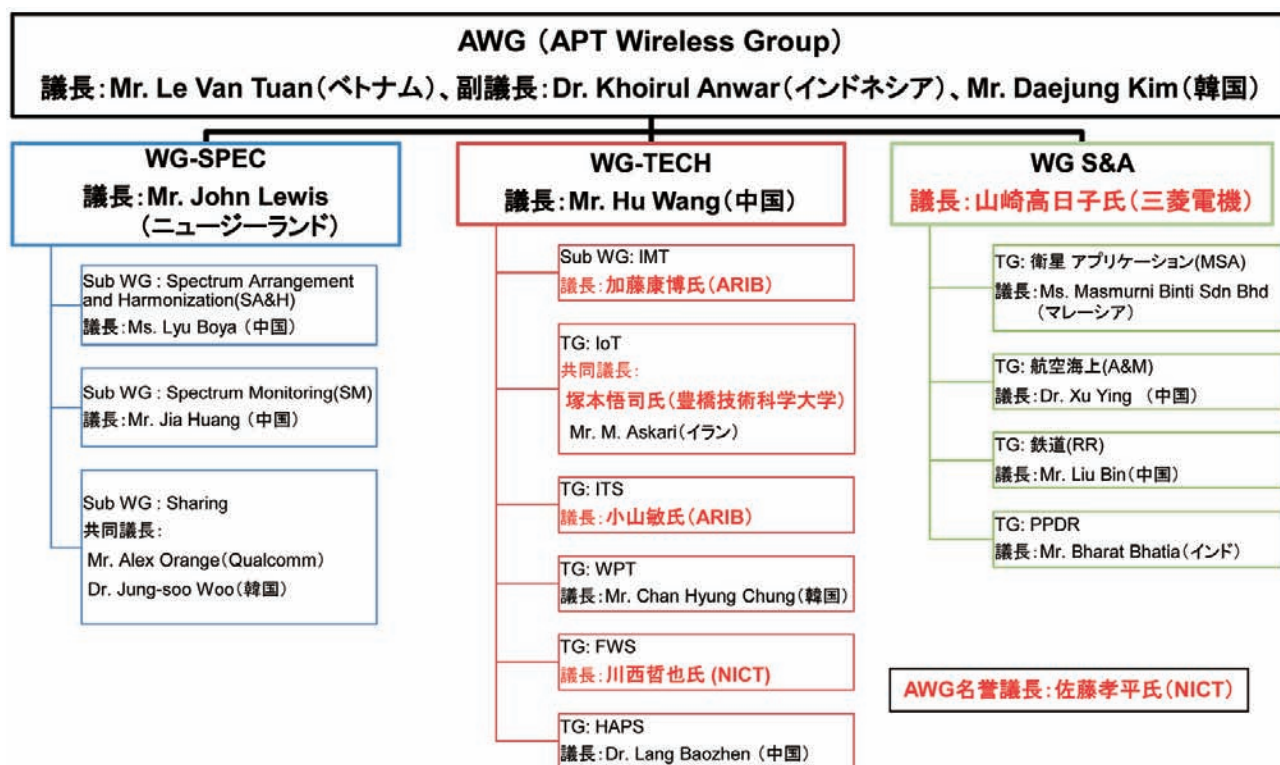 AWG (APT Wireless Group)
議長:Mr. Le Van Tuan(ベトナム)、副議長:Dr. Khoirul Anwar(インドネシア)、Mr. Daejung Kim(韓国)
WG-SPEC
議長:Mr. John Lewis
(ニュージーランド)
Sub WG : Spectrum Arrangement
and Harmonization(SA&H)
議長:Ms. Lyu Boya (中国)
Sub WG : Spectrum Monitoring(SM)
議長:Mr. Jia Huang (中国)
Sub WG : Sharing
共同議長:
Mr. Alex Orange(Qualcomm)
Dr. Jung-soo Woo(韓国)
WG-TECH
議長:Mr. Hu Wang(中国)
Sub WG: IMT
議長:加藤康博氏(ARIB)
TG: IoT
共同議長:
塚本悟司氏(豊橋技術科学大学)
Mr. M. Askari(イラン)
TG: ITS
議長:小山敏氏(ARIB)
TG: WPT
議長:Mr. Chan Hyung Chung(韓国)
TG: FWS
議長:川西哲也氏 (NICT)
TG: HAPS
議長:Dr. Lang Baozhen (中国)
WG S&A
議長:山崎高日子氏(三菱電機)
TG: 衛星 アプリケーション(MSA)
議長:Ms. Masmurni Binti Sdn Bhd
(マレーシア)
TG: 航空海上(A&M)
議長:Dr. Xu Ying (中国)
TG: 鉄道(RR)
議長:Mr. Liu Bin(中国)
TG: PPDR
議長:Mr. Bharat Bhatia(インド)
AWG名誉議長:佐藤孝平氏(NICT)